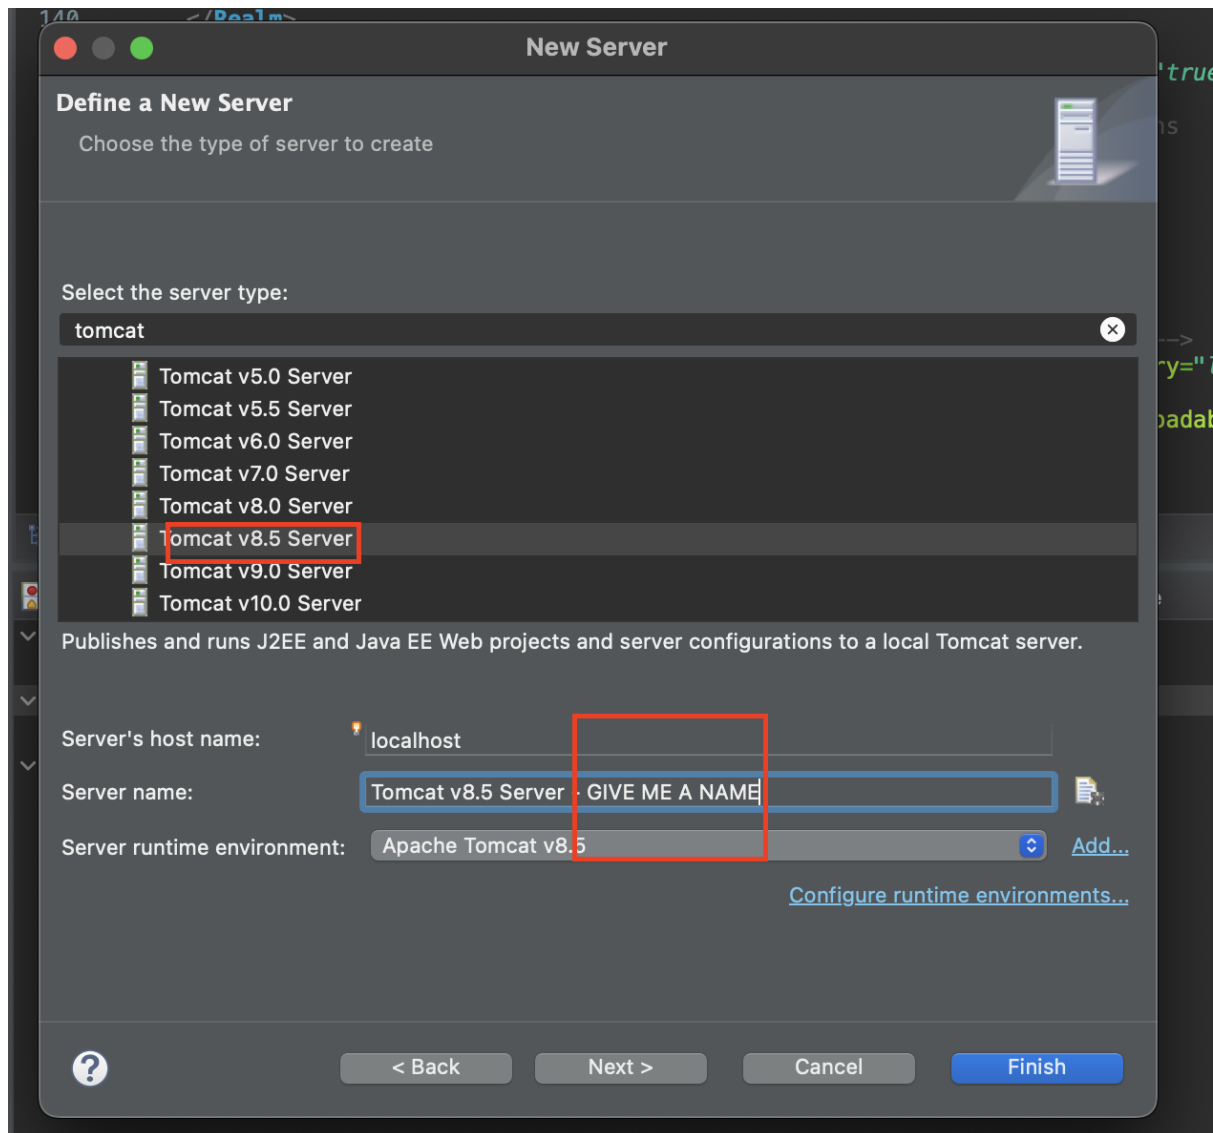 140 </Realm>
New Server
Define a New Server
Choose the type of server to create
Select the server type:
tomcat
Tomcat v5.0 Server
Tomcat v5.5 Server
Tomcat v6.0 Server
Tomcat v7.0 Server
Tomcat v8.0 Server
Tomcat v8.5 Server
Tomcat v9.0 Server
Tomcat v10.0 Server
Publishes and runs J2EE and Java EE Web projects and server configurations to a local Tomcat server.
Server's host name: localhost
Server name: Tomcat v8.5 Server - GIVE ME A NAME
Server runtime environment: Apache Tomcat v8.5 Add...
Configure runtime environments...
? < Back Next > Cancel Finish